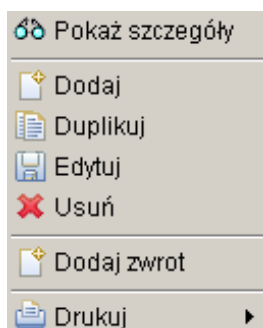 Pokaż szczegóły
Dodaj
Duplikuj
Edytuj
Usuń
Dodaj zwrot
Drukuj